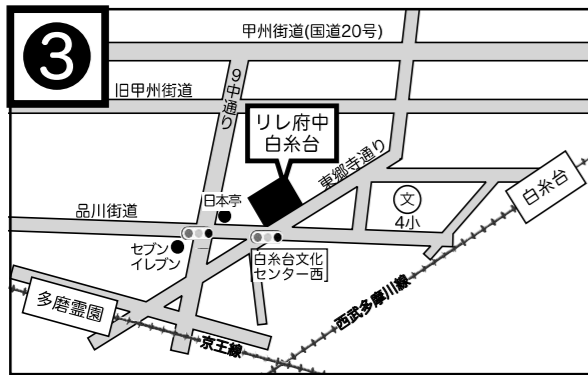 3
甲州街道(国道20号)
旧甲州街道
9中通り
リレ府中
白糸台
東郷寺通り
日本亭
文
4小
白糸台
品川街道
セブン
イレブン
白糸台文化
センター西
多磨霊園
西武多摩川線
京王線